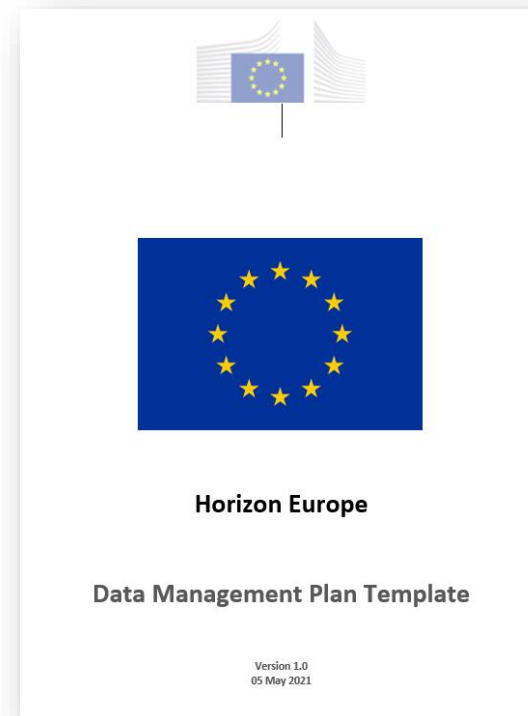 Horizon Europe
Data Management Plan Template
Version 1.0
05 May 2021